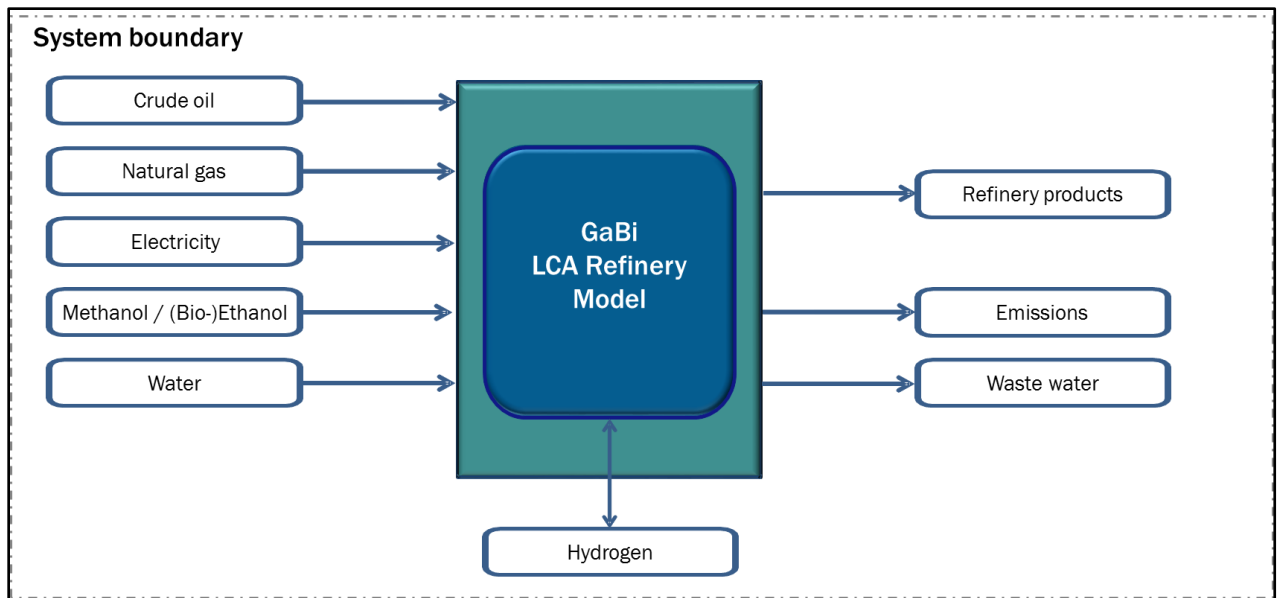 System boundary
Crude oil
Natural gas
Electricity
Methanol / (Bio-)Ethanol
Water
GaBi
LCA Refinery
Model
Refinery products
Emissions
Waste water
Hydrogen